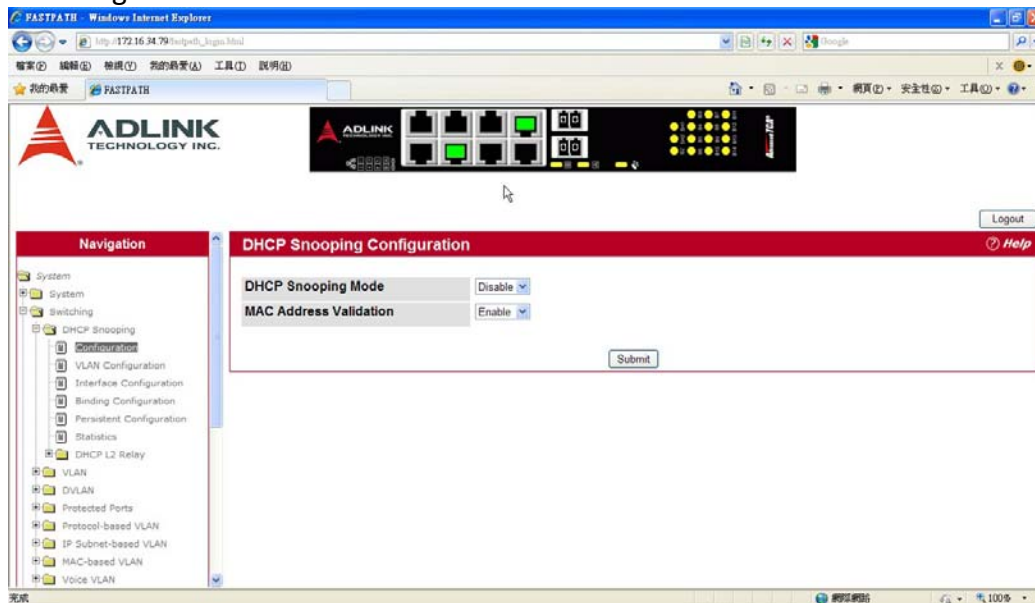 FASTPATH - Windows Internet Explorer
http://172.16.34.79/fastpath_logon.html
Google
檔案(F) 編輯(E) 檢視(V) 我的最愛(A) 工具(T) 說明(H)
我的最愛 FASTPATH 網頁(P) 安全性(S) 工具(O)
ADLINK
TECHNOLOGY INC.
ADLINK
TECHNOLOGY INC.
AdvancedTCA
Logout
Navigation
DHCP Snooping Configuration
Help
System
System
Switching
DHCP Snooping
Configuration
VLAN Configuration
Interface Configuration
Binding Configuration
Persistent Configuration
Statistics
DHCP L2 Relay
VLAN
DVLAN
Protected Ports
Protocol-based VLAN
IP Subnet-based VLAN
MAC-based VLAN
Voice VLAN
DHCP Snooping Mode Disable
MAC Address Validation Enable
Submit
完成 網際網路 100%